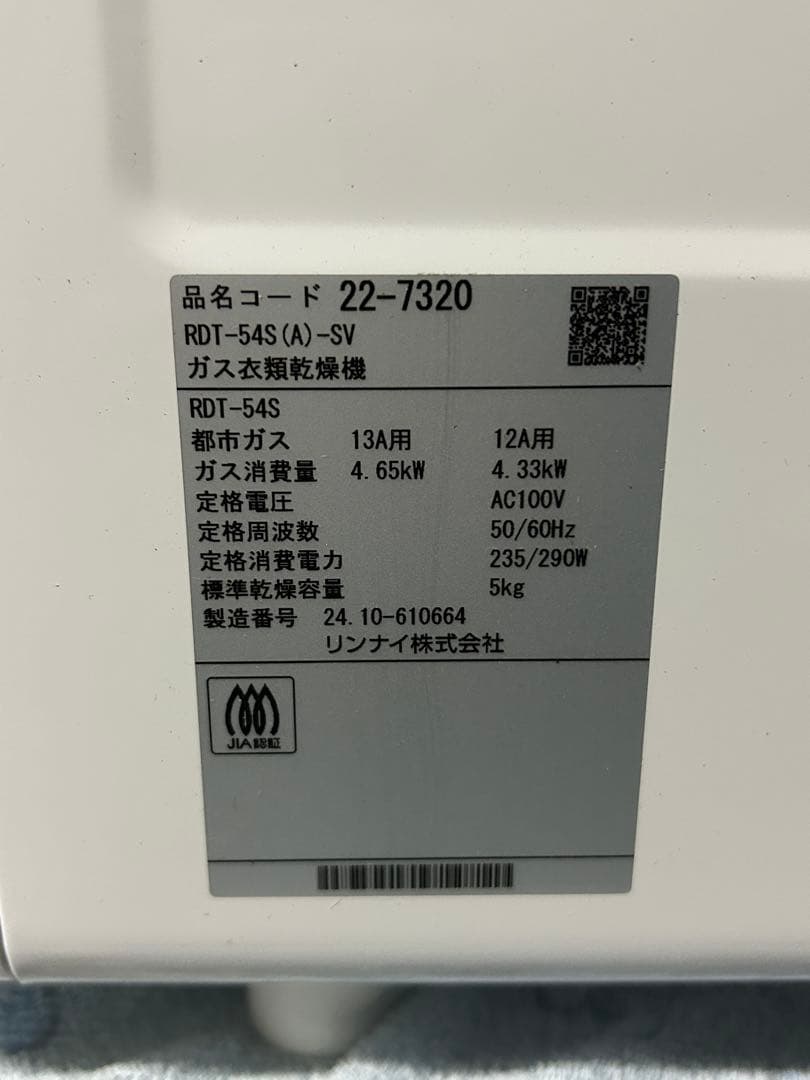 品名コード 22-7320
RDT-54S(A)-SV
ガス衣類乾燥機
RDT-54S
都市ガス 13A用 12A用
ガス消費量 4.65kW 4.33kW
定格電圧 AC100V
定格周波数 50/60Hz
定格消費電力 235/290W
標準乾燥容量 5kg
製造番号 24.10-610664
リンナイ株式会社
JIA認証